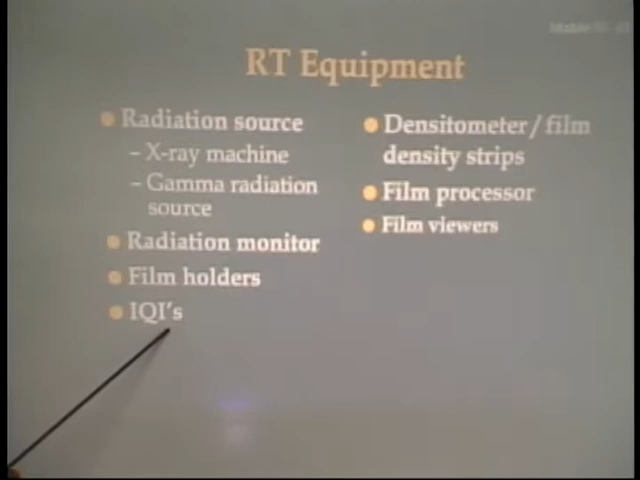 RT Equipment
● Radiation source
– X-ray machine
– Gamma radiation
source
● Radiation monitor
● Film holders
● IQI's
● Densitometer/film
density strips
● Film processor
● Film viewers